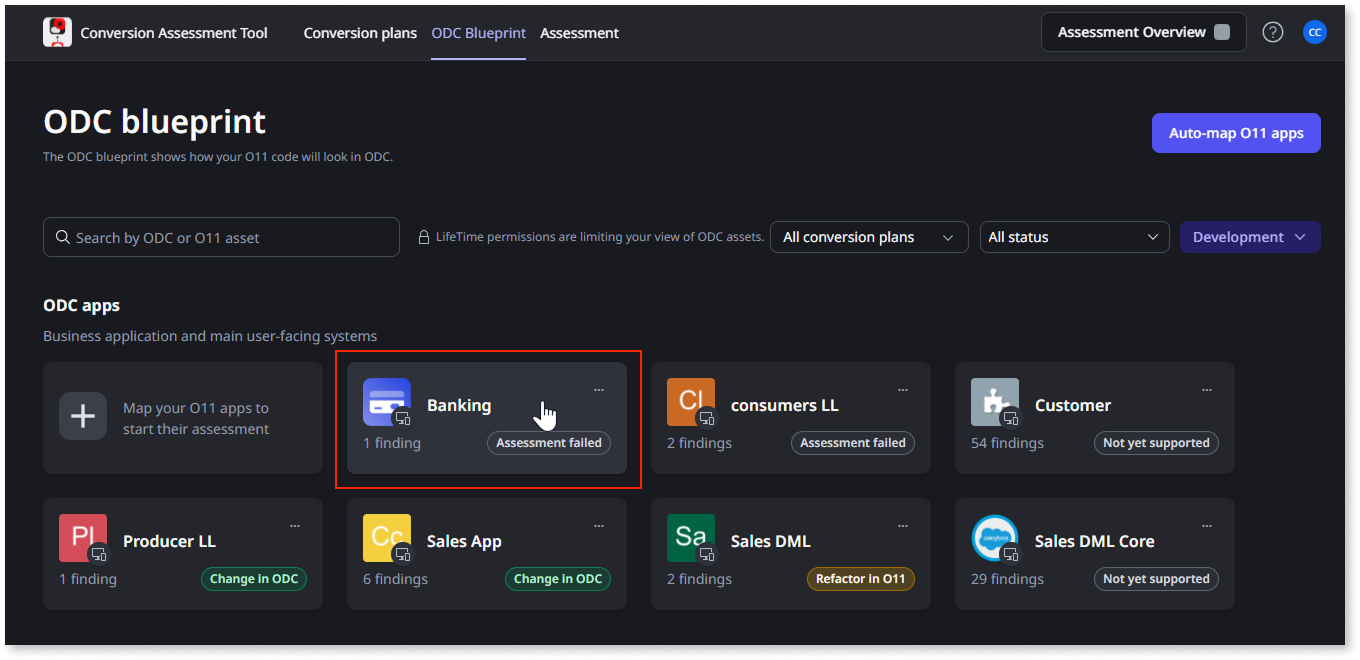 Conversion Assessment Tool
Conversion plans
ODC Blueprint
Assessment
Assessment Overview
?
CC
ODC blueprint
The ODC blueprint shows how your O11 code will look in ODC.
Auto-map O11 apps
Search by ODC or O11 asset
LifeTime permissions are limiting your view of ODC assets.
All conversion plans
All status
Development
ODC apps
Business application and main user-facing systems
Map your O11 apps to
start their assessment
...
Banking
1 finding
Assessment failed
...
CL
consumers LL
2 findings
Assessment failed
...
Customer
54 findings
Not yet supported
...
PL
Producer LL
1 finding
Change in ODC
...
Cc
Sales App
6 findings
Change in ODC
...
Sa
Sales DML
2 findings
Refactor in O11
...
salesforce
Sales DML Core
29 findings
Not yet supported